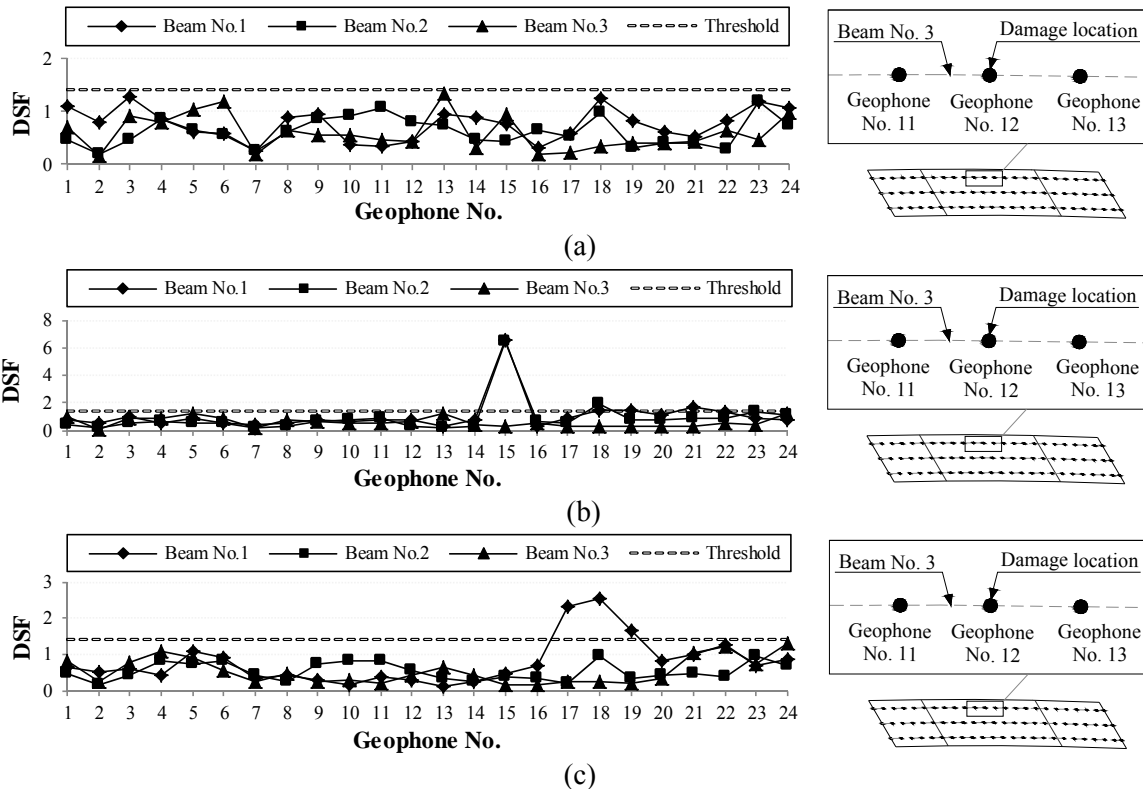 Beam No.1 Beam No.2 Beam No.3 Threshold
2
1
0
DSF
1 2 3 4 5 6 7 8 9 10 11 12 13 14 15 16 17 18 19 20 21 22 23 24
Geophone No.
Beam No. 3 Damage location
Geophone Geophone Geophone
No. 11 No. 12 No. 13
(a)
Beam No.1 Beam No.2 Beam No.3 Threshold
8
6
4
2
0
DSF
1 2 3 4 5 6 7 8 9 10 11 12 13 14 15 16 17 18 19 20 21 22 23 24
Geophone No.
Beam No. 3 Damage location
Geophone Geophone Geophone
No. 11 No. 12 No. 13
(b)
Beam No.1 Beam No.2 Beam No.3 Threshold
3
2
1
0
DSF
1 2 3 4 5 6 7 8 9 10 11 12 13 14 15 16 17 18 19 20 21 22 23 24
Geophone No.
Beam No. 3 Damage location
Geophone Geophone Geophone
No. 11 No. 12 No. 13
(c)